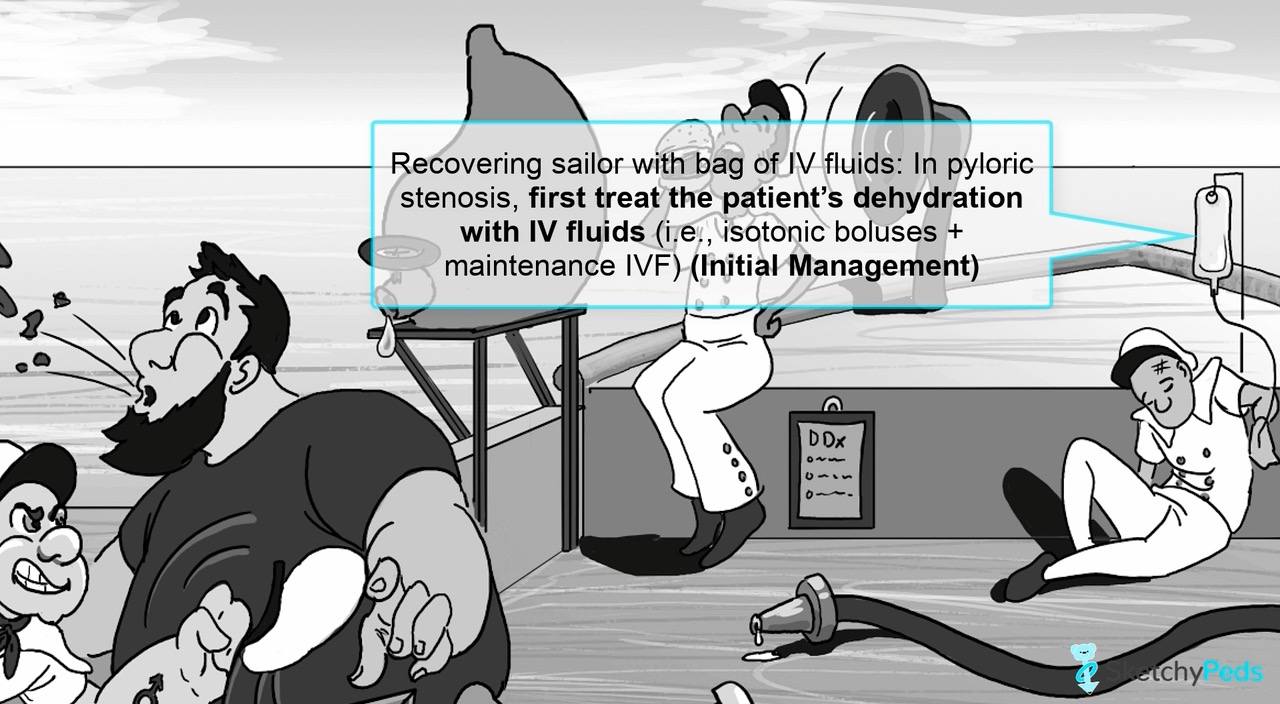 Recovering sailor with bag of IV fluids: In pyloric
stenosis, first treat the patient’s dehydration
with IV fluids (i.e., isotonic boluses +
maintenance IVF) (Initial Management)
DDx
SketchyPeds